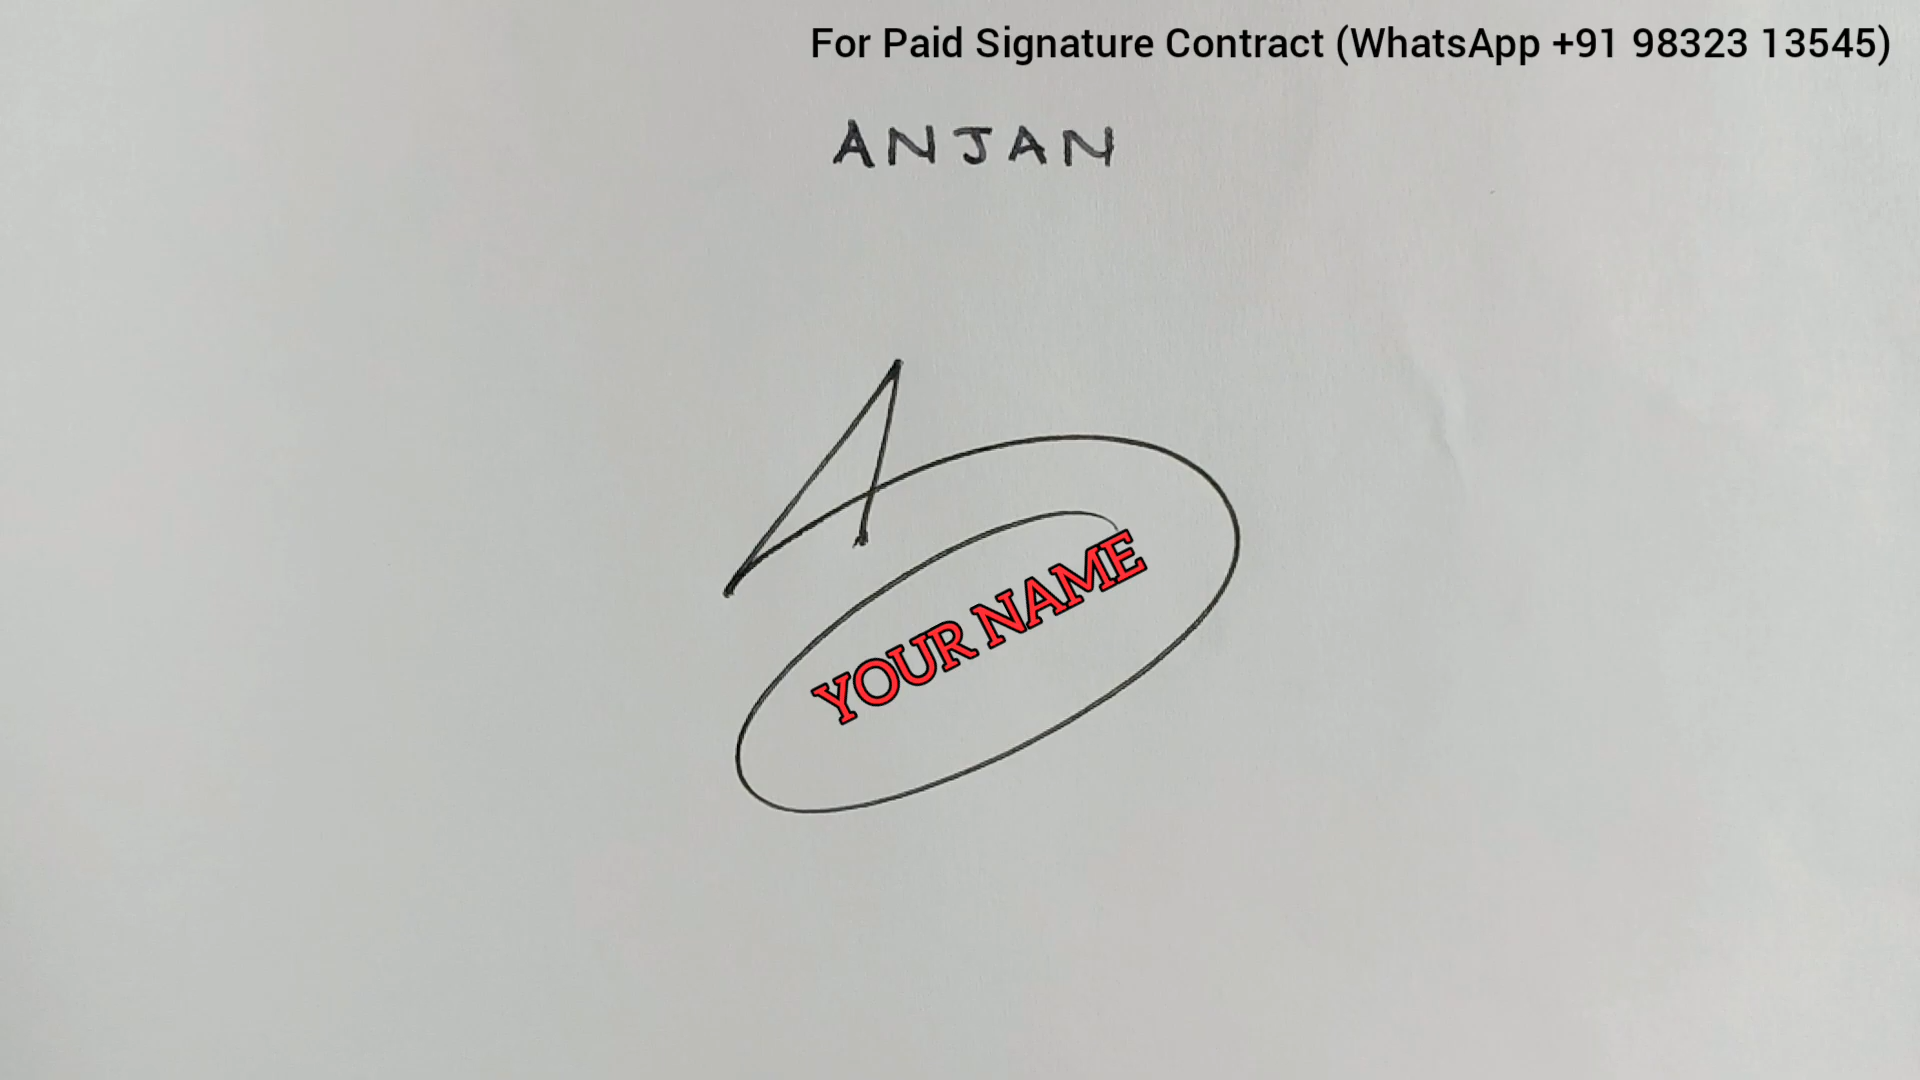 For Paid Signature Contract (WhatsApp +91 98323 13545)
ANJAN
YOUR NAME